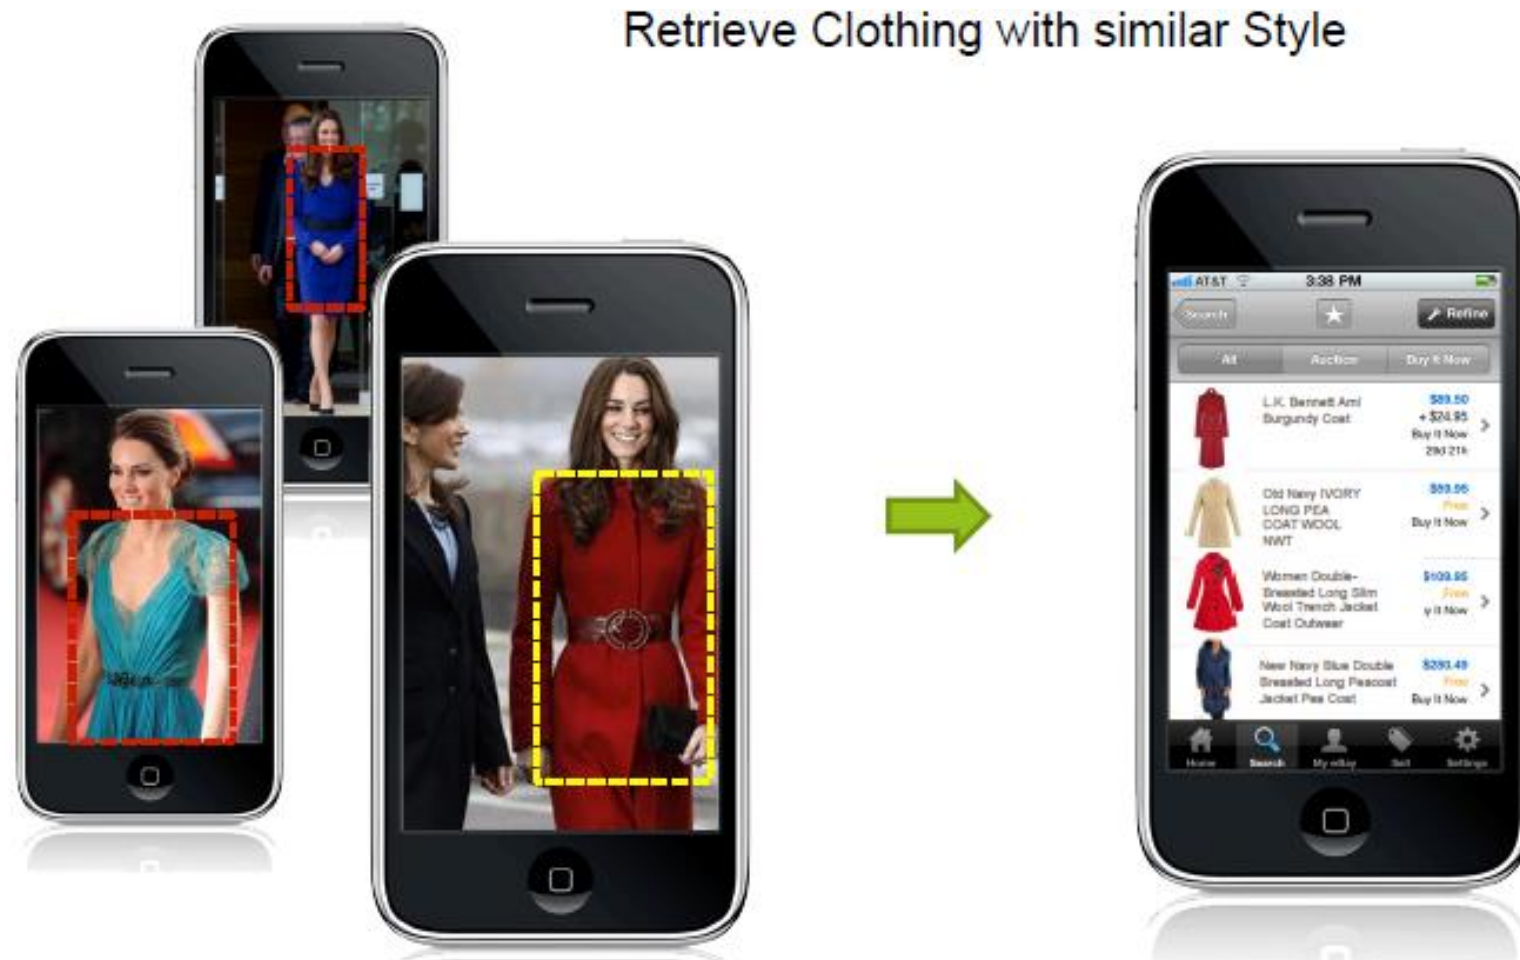 Retrieve Clothing with similar Style
AT&T 3:38 PM
Search Refine
All Auction Buy It Now
L.K. Bennett Ami $89.50
Burgundy Coat + $24.95
Buy It Now
29d 21h
Old Navy IVORY $89.95
LONG PEA Free
COAT WOOL Buy It Now
NWT
Women Double- $109.95
Breasted Long Slim Free
Wool Trench Jacket y It Now
Coat Outwear
New Navy Blue Double $280.49
Breasted Long Peacoat Free
Jacket Pea Coat Buy It Now
Home Search My eBay Sell Settings